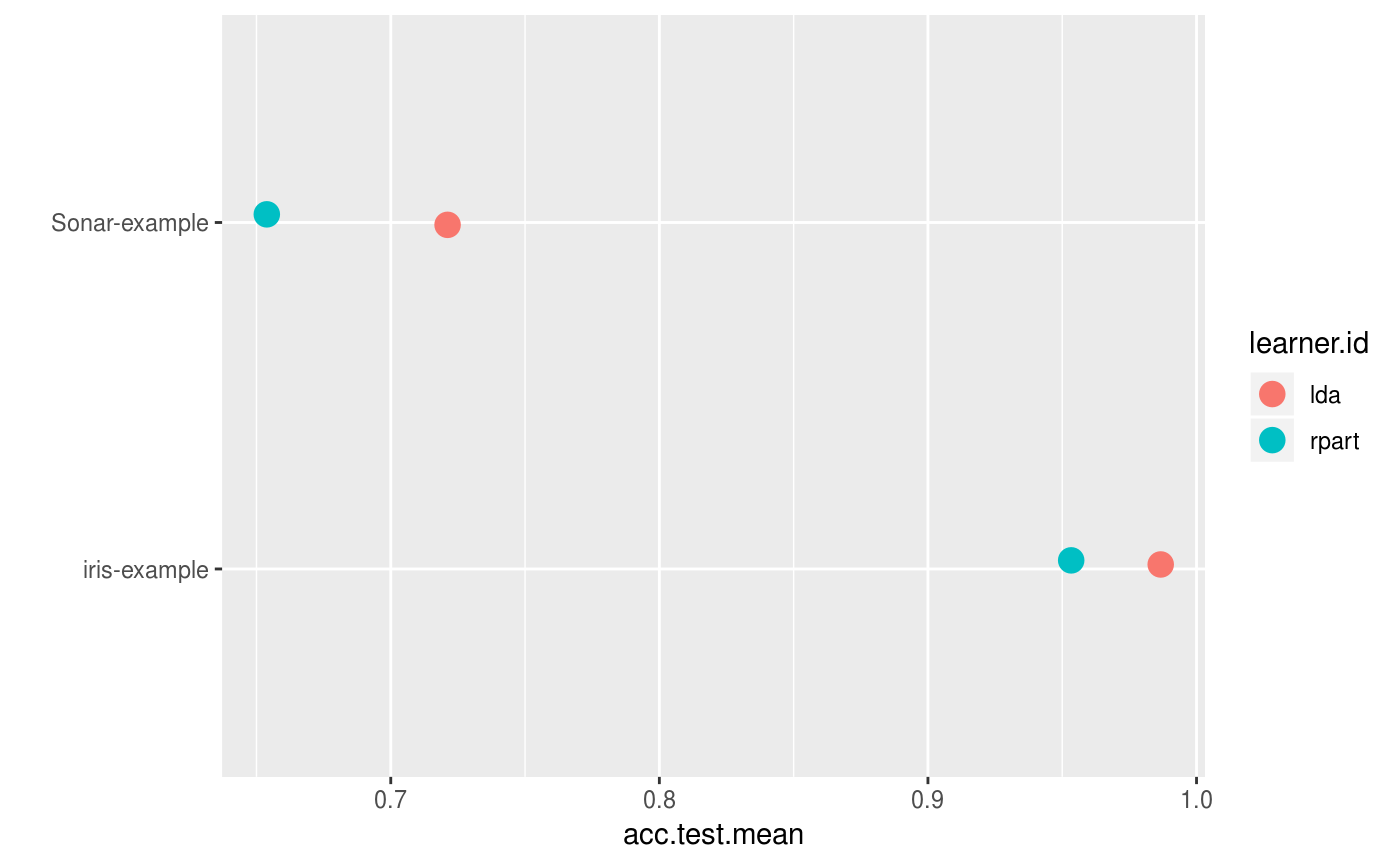 Sonar-example
iris-example
0.7
0.8
0.9
1.0
acc.test.mean
learner.id
lda
rpart